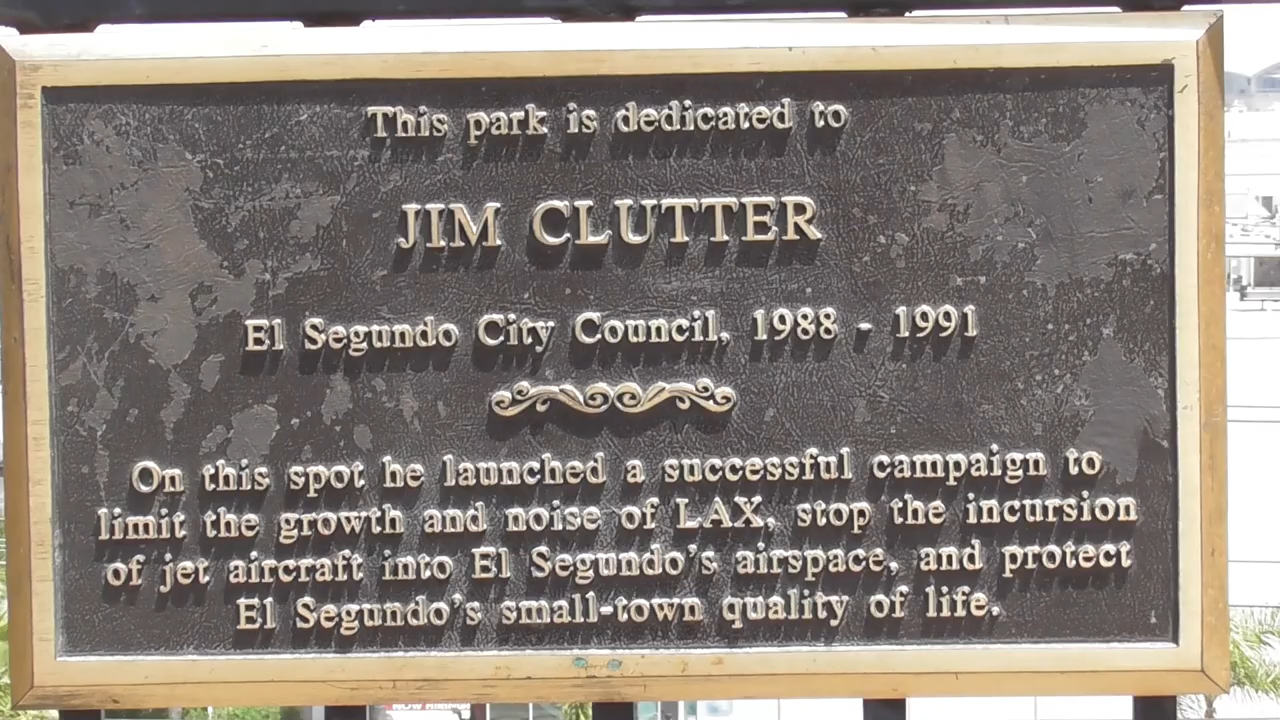 This park is dedicated to
JIM CLUTTER
El Segundo City Council, 1988 - 1991
On this spot he launched a successful campaign to
limit the growth and noise of LAX, stop the incursion
of jet aircraft into El Segundo's airspace, and protect
El Segundo's small-town quality of life.
NOW